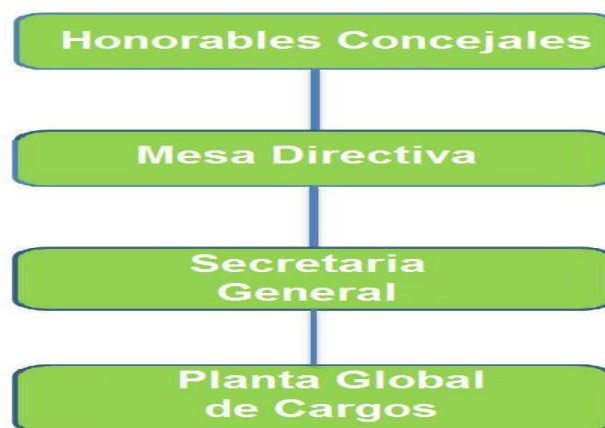 Honorables Concejales
Mesa Directiva
Secretaria
General
Planta Global
de Cargos